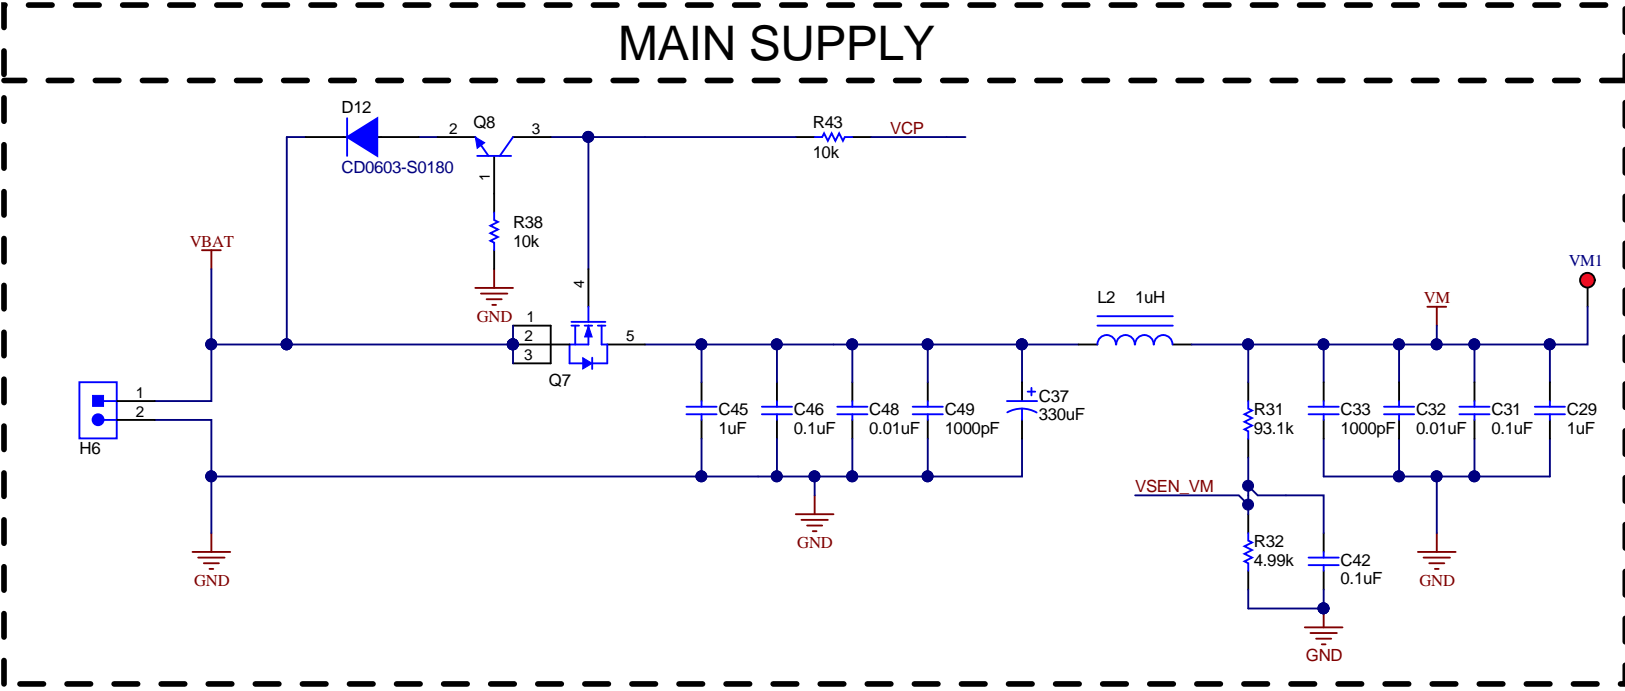 MAIN SUPPLY
D12
CD0603-S0180
2
Q8
3
1
R38
10k
GND
R43
10k
VCP
VBAT
4
1
2
3
5
Q7
H6
1
2
GND
C45
1uF
C46
0.1uF
C48
0.01uF
C49
1000pF
+
C37
330uF
GND
L2 1uH
VM
VM1
R31
93.1k
C33
1000pF
C32
0.01uF
C31
0.1uF
C29
1uF
VSEN_VM
R32
4.99k
C42
0.1uF
GND
GND